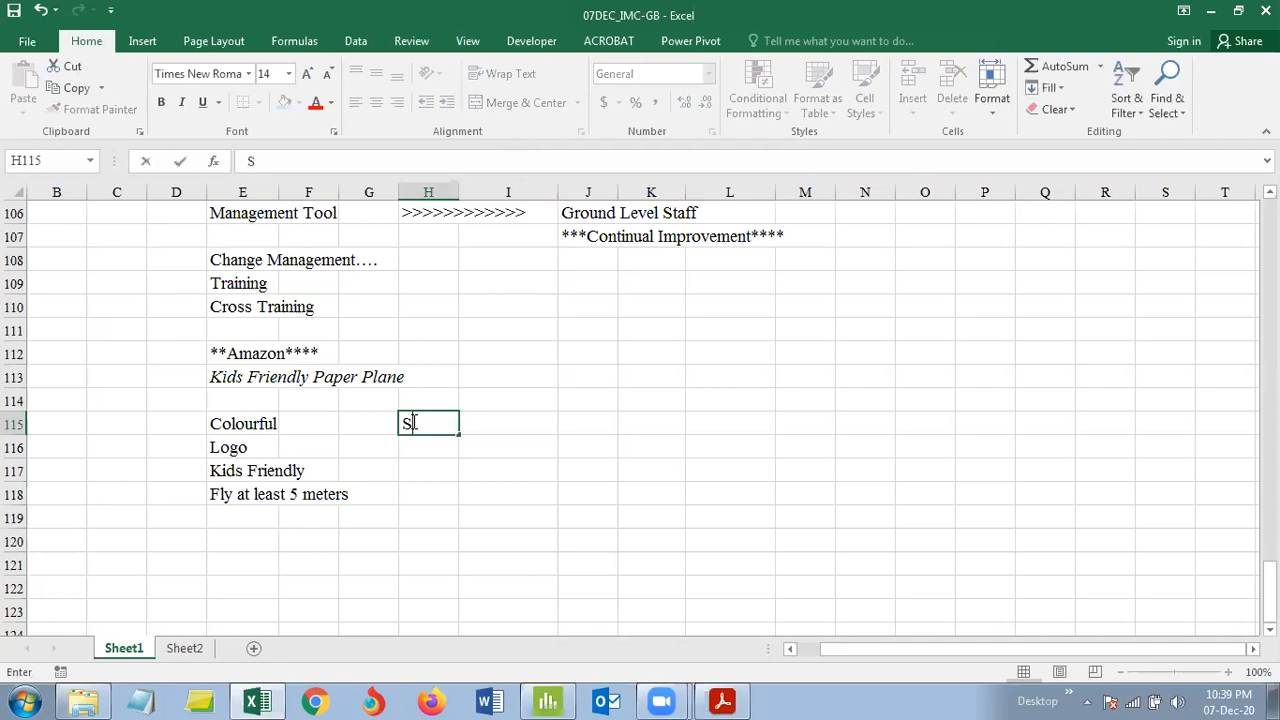 07DEC_IMC-GB - Excel
File Home Insert Page Layout Formulas Data Review View Developer ACROBAT Power Pivot Tell me what you want to do... Sign in Share
Paste Cut Copy Format Painter
Times New Roma 14 A A B I U A
Wrap Text Merge & Center
General $ % ,
Conditional Formatting Format as Table Cell Styles
Insert Delete Format
AutoSum Fill Clear Sort & Filter Find & Select
Clipboard Font Alignment Number Styles Cells Editing
H115 fx S
B C D E F G H I J K L M N O P Q R S T
106 Management Tool >>>>>>>>>>>> Ground Level Staff
107 ***Continual Improvement****
108 Change Management....
109 Training
110 Cross Training
111
112 **Amazon****
113 Kids Friendly Paper Plane
114
115 Colourful S
116 Logo
117 Kids Friendly
118 Fly at least 5 meters
119
120
121
122
123
124
Sheet1 Sheet2
Enter 100%
Desktop 10:39 PM
07-Dec-20